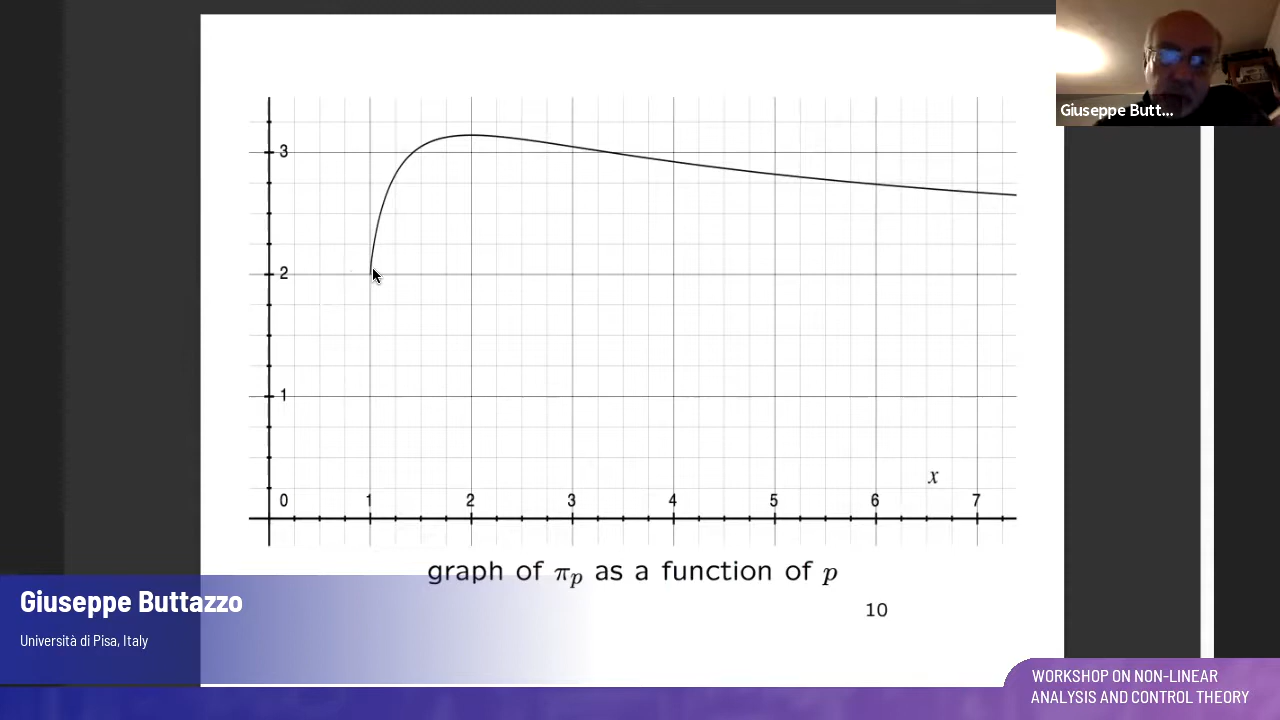 Giuseppe Butt...
3
2
1
x
0 1 2 3 4 5 6 7
graph of πp as a function of p
10
Giuseppe Buttazzo
Università di Pisa, Italy
WORKSHOP ON NON-LINEAR
ANALYSIS AND CONTROL THEORY